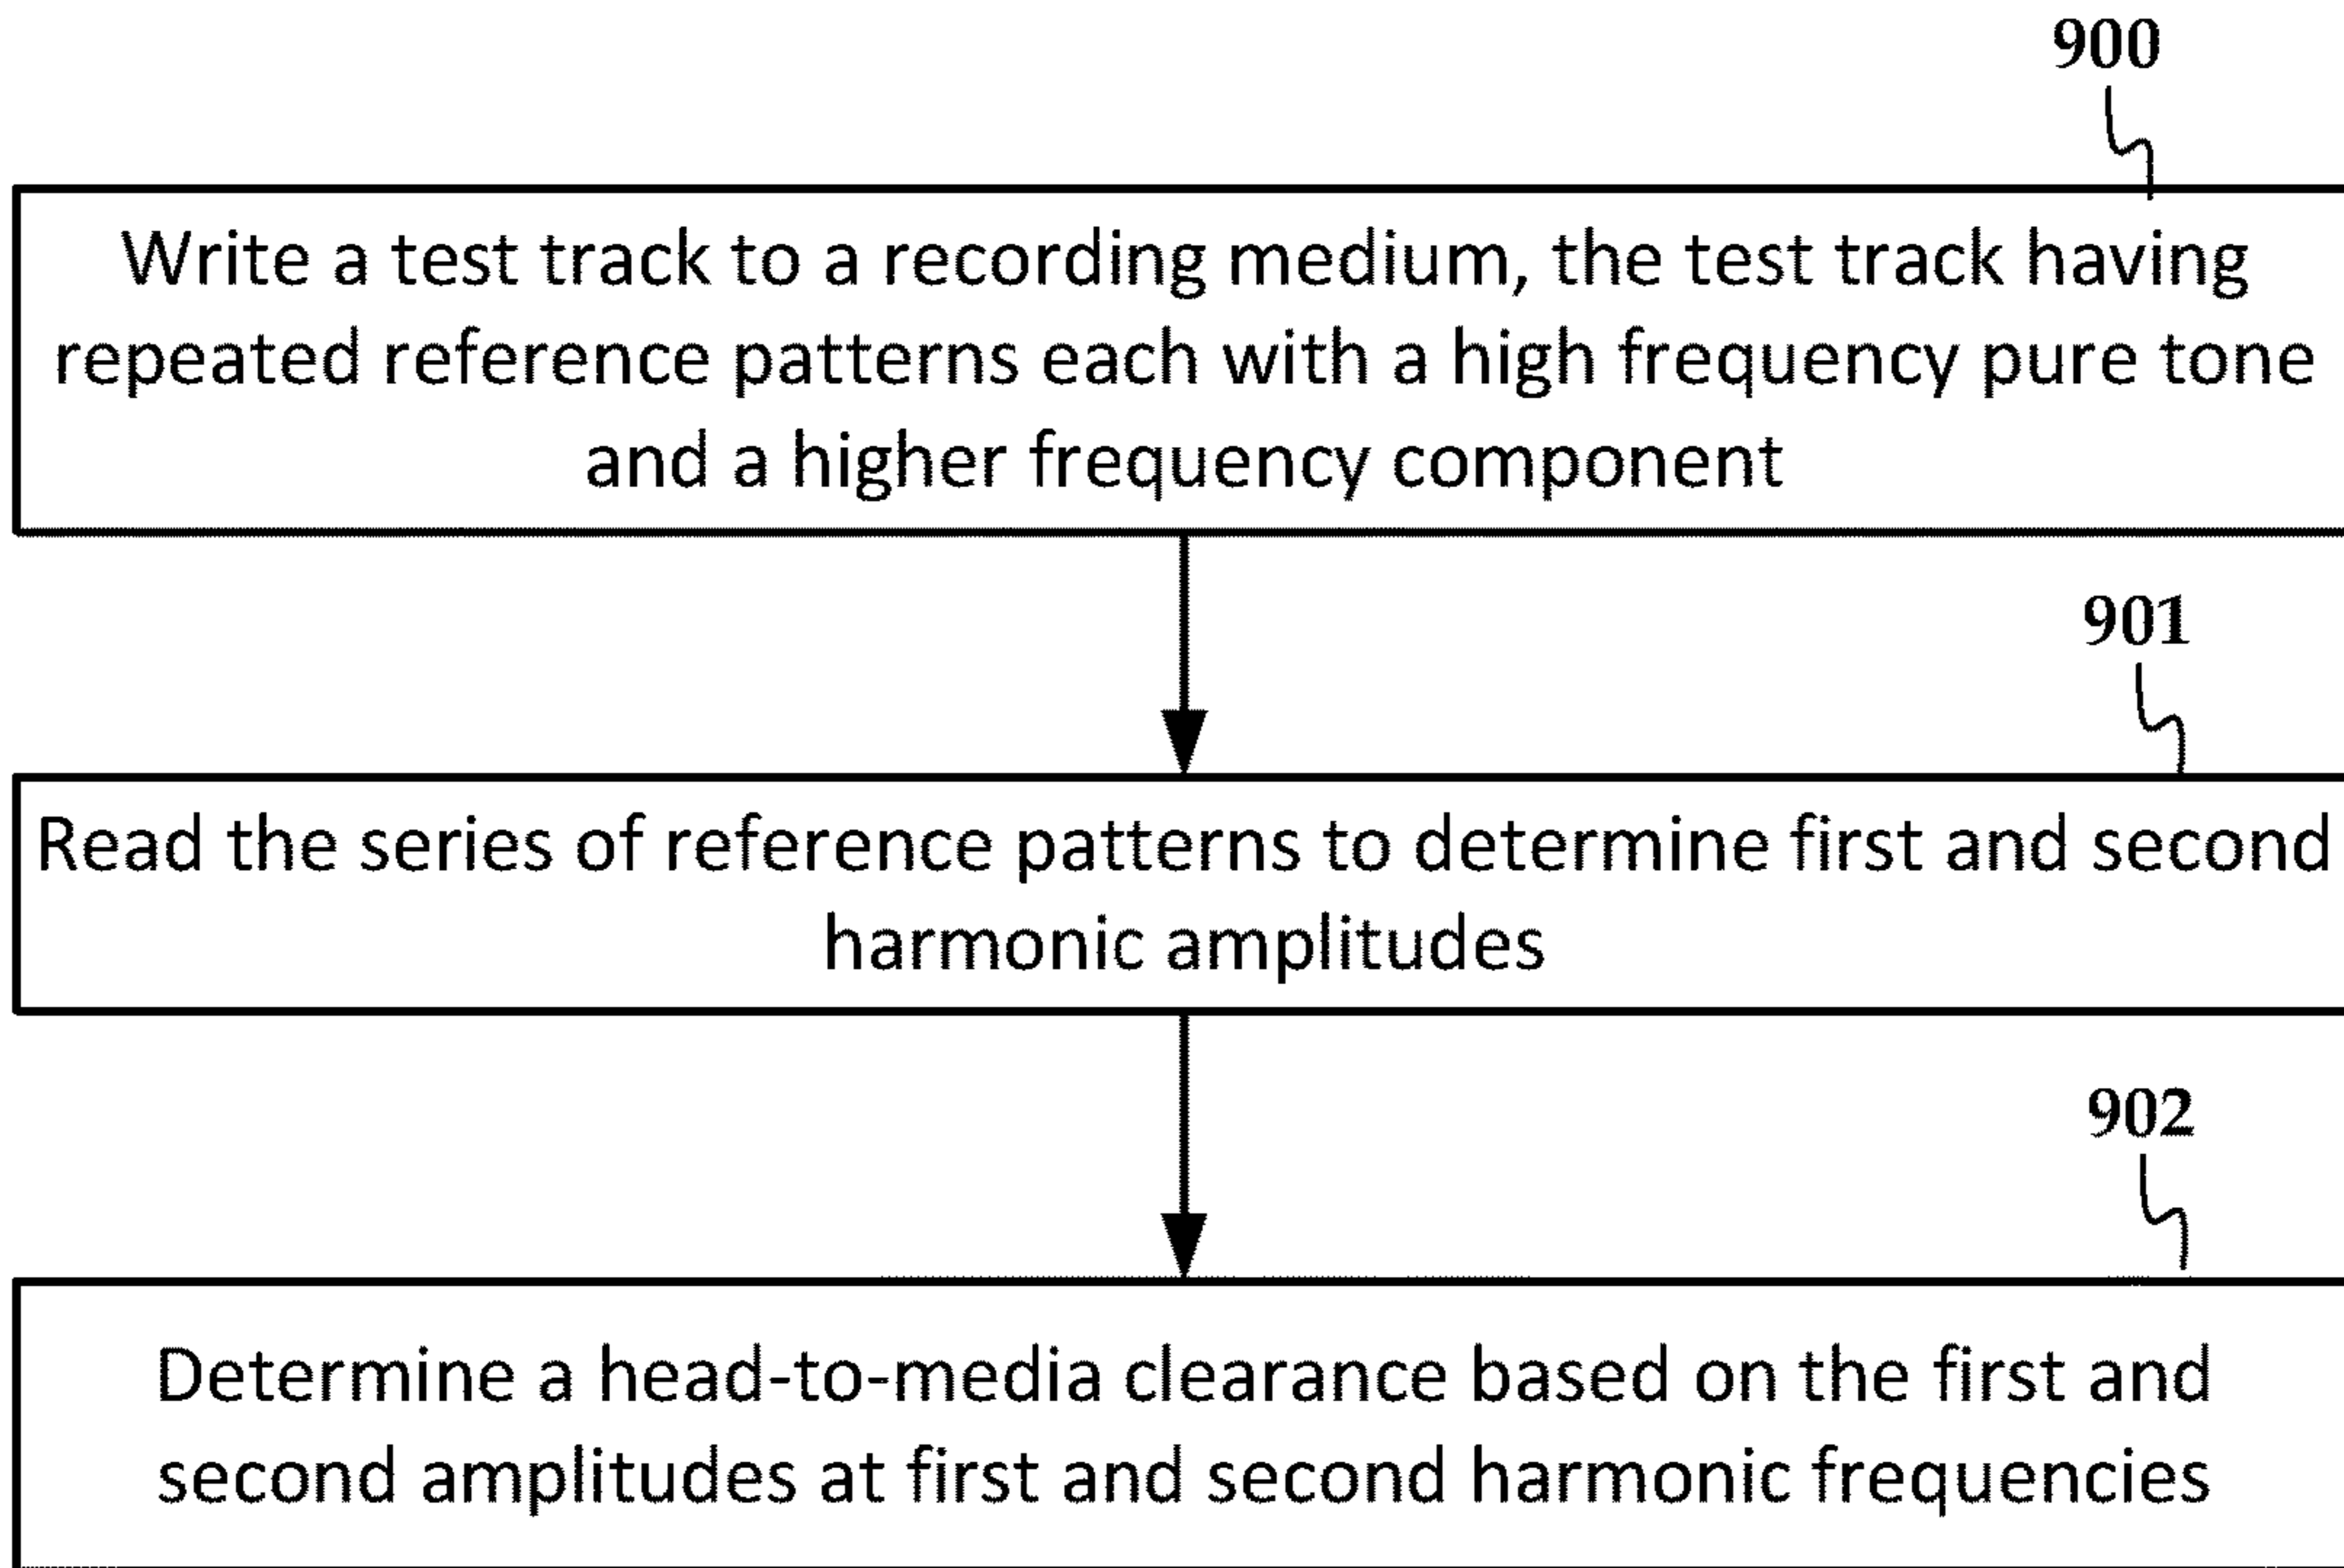 900
Write a test track to a recording medium, the test track having
repeated reference patterns each with a high frequency pure tone
and a higher frequency component
901
Read the series of reference patterns to determine first and second
harmonic amplitudes
902
Determine a head-to-media clearance based on the first and
second amplitudes at first and second harmonic frequencies